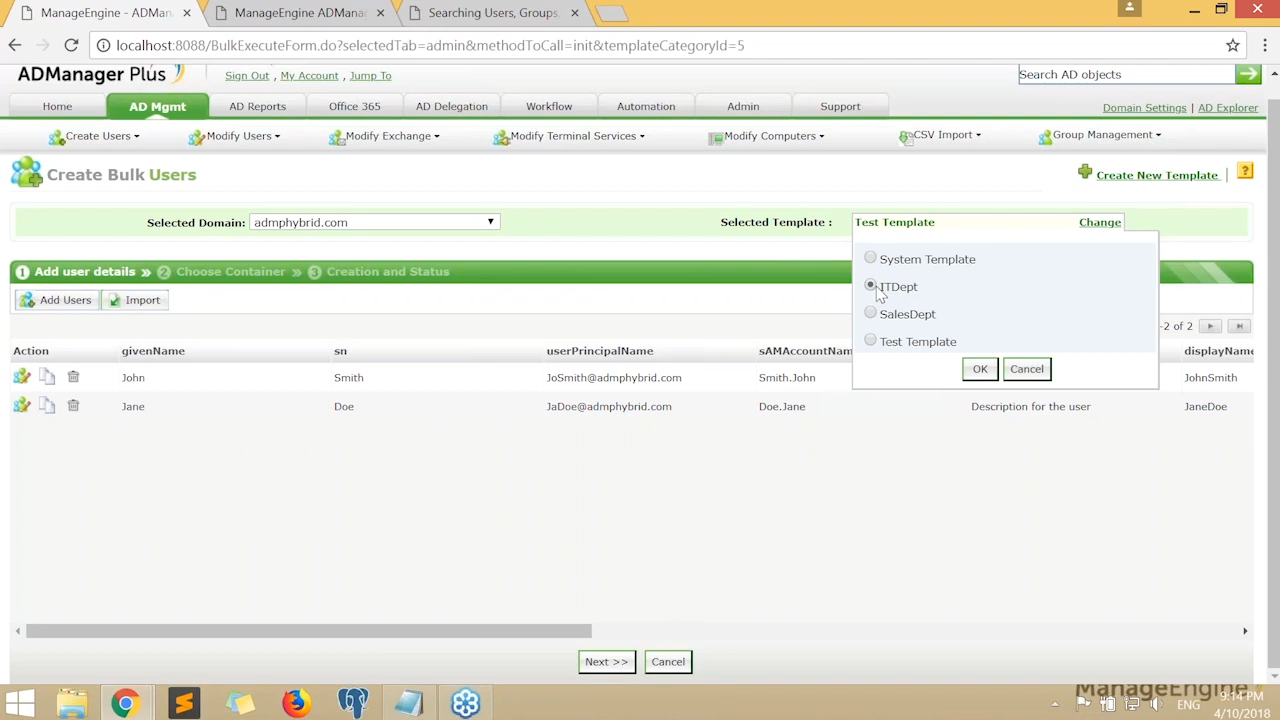 ManageEngine - ADMan
ManageEngine ADMana
Searching Users, Groups
localhost:8088/BulkExecuteForm.do?selectedTab=admin&methodToCall=init&templateCategoryId=5
ADManager Plus
Sign Out , My Account , Jump To
Search AD objects
Home AD Mgmt AD Reports Office 365 AD Delegation Workflow Automation Admin Support
Domain Settings | AD Explorer
Create Users Modify Users Modify Exchange Modify Terminal Services Modify Computers CSV Import Group Management
Create Bulk Users
Create New Template | ?
Selected Domain: admphybrid.com
Selected Template : Test Template Change
System Template
ITDept
SalesDept
Test Template
OK Cancel
1 Add user details » 2 Choose Container » 3 Creation and Status
Add Users Import
-2 of 2
Action givenName sn userPrincipalName sAMAccountNam displayName
John Smith JoSmith@admphybrid.com Smith.John JohnSmith
Jane Doe JaDoe@admphybrid.com Doe.Jane Description for the user JaneDoe
Next >> Cancel
ManageEngine
ENG
9:14 PM
4/10/2018